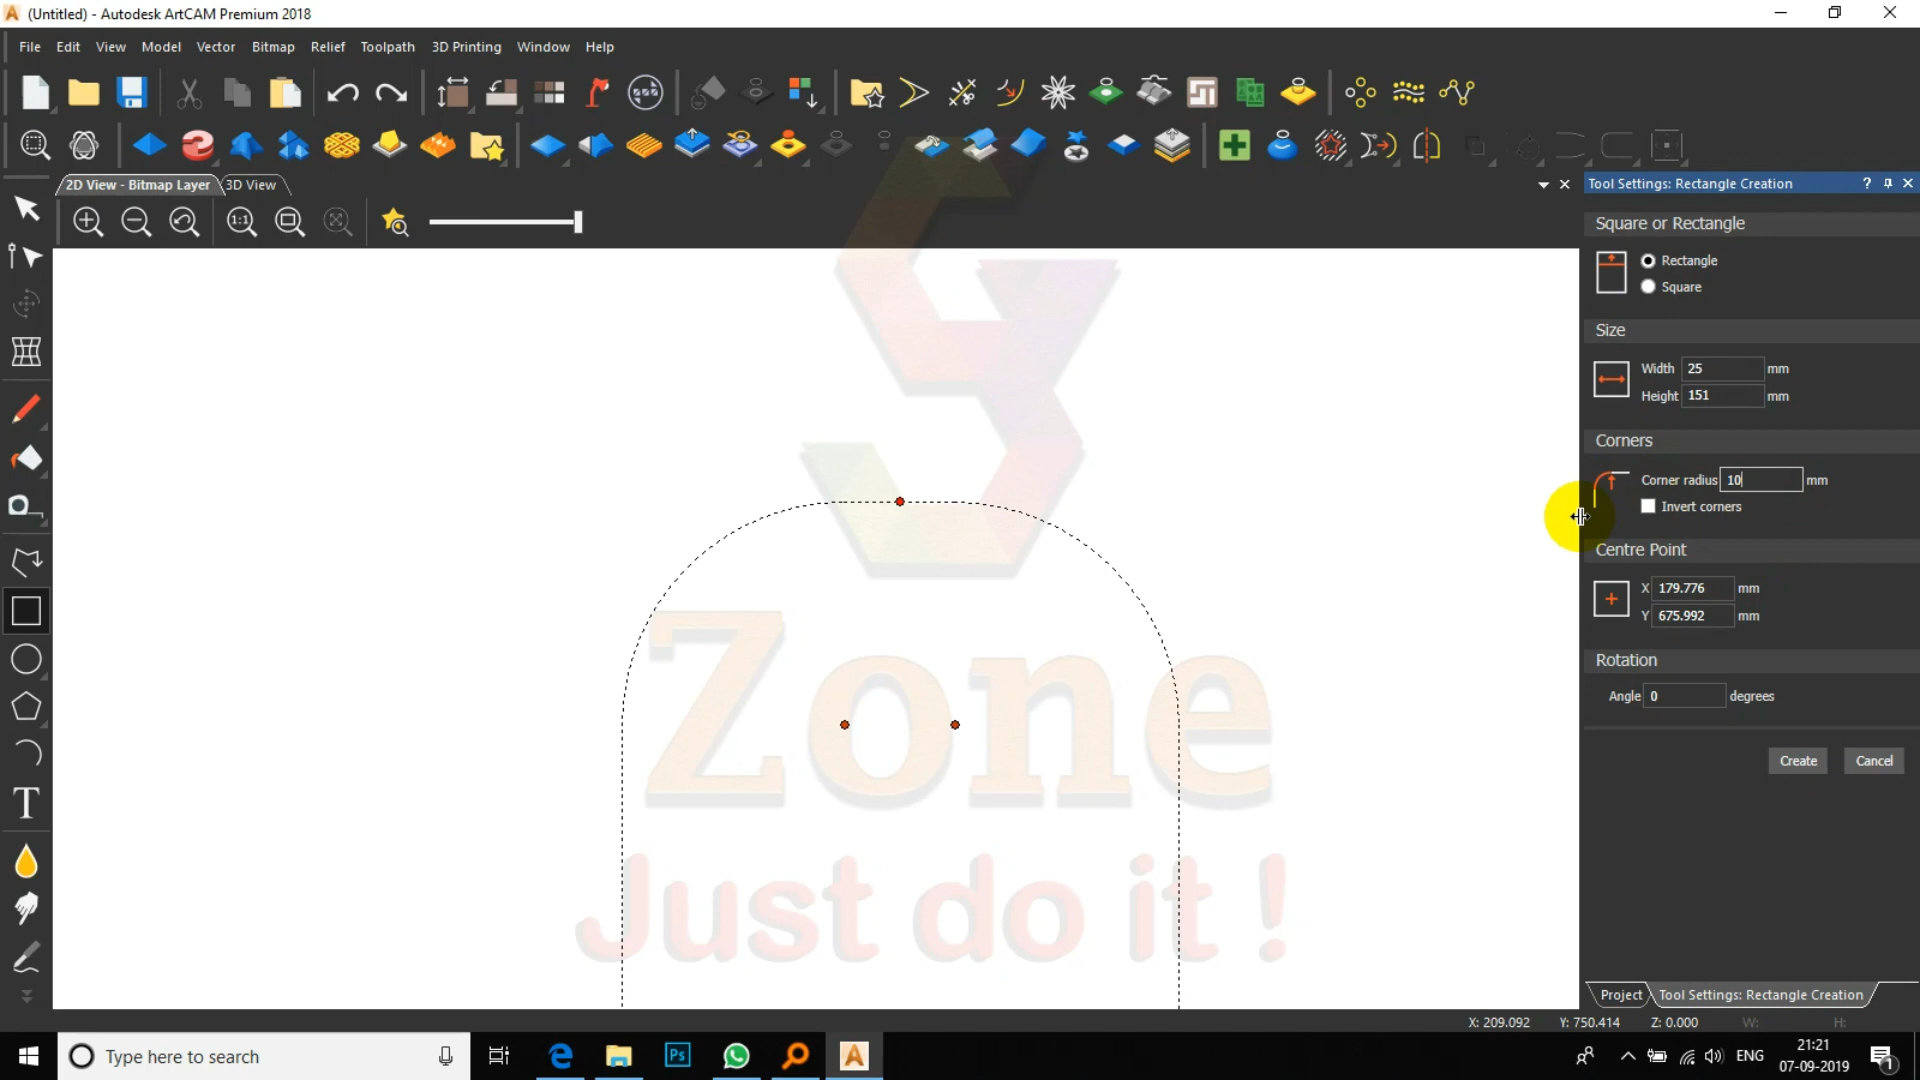 (Untitled) - Autodesk ArtCAM Premium 2018
File Edit View Model Vector Bitmap Relief Toolpath 3D Printing Window Help
2D View - Bitmap Layer 3D View
Tool Settings: Rectangle Creation
1:1
Square or Rectangle
Rectangle
Square
Size
Width 25 mm
Height 151 mm
Corners
Corner radius 10 mm
Invert corners
Centre Point
X 179.776 mm
Y 675.992 mm
Rotation
Angle 0 degrees
Create Cancel
Zone
Just do it !
Project Tool Settings: Rectangle Creation
X: 209.092 Y: 750.414 Z: 0.000 W: H:
Type here to search
Ps
ENG
21:21
07-09-2019
1